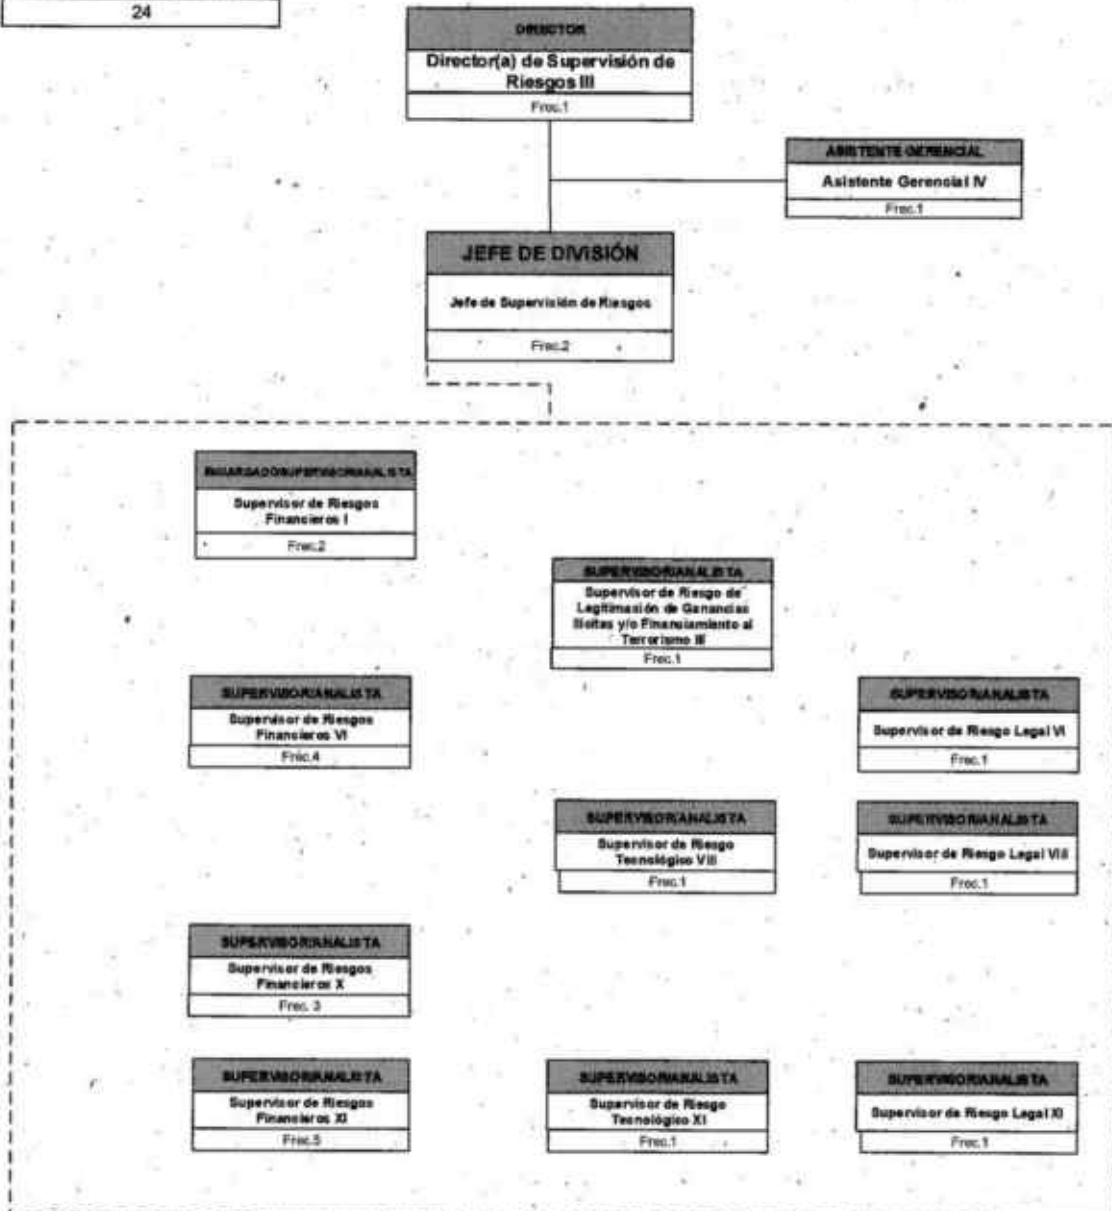 24
DIRECTOR
Director(a) de Supervisión de
Riesgos III
Frec.1
ASISTENTE GERENCIAL
Asistente Gerencial IV
Frec.1
JEFE DE DIVISIÓN
Jefe de Supervisión de Riesgos
Frec.2
ENCARGADO/SUPERVISOR/ANALISTA
Supervisor de Riesgos
Financieros I
Frec.2
SUPERVISOR/ANALISTA
Supervisor de Riesgo de
Legitimación de Ganancias
Ilícitas y/o Financiamiento al
Terrorismo III
Frec.1
SUPERVISOR/ANALISTA
Supervisor de Riesgos
Financieros VI
Frec.4
SUPERVISOR/ANALISTA
Supervisor de Riesgo Legal VI
Frec.1
SUPERVISOR/ANALISTA
Supervisor de Riesgo
Tecnológico VIII
Frec.1
SUPERVISOR/ANALISTA
Supervisor de Riesgo Legal VIII
Frec.1
SUPERVISOR/ANALISTA
Supervisor de Riesgos
Financieros X
Frec. 3
SUPERVISOR/ANALISTA
Supervisor de Riesgos
Financieros XI
Frec.5
SUPERVISOR/ANALISTA
Supervisor de Riesgo
Tecnológico XI
Frec.1
SUPERVISOR/ANALISTA
Supervisor de Riesgo Legal XI
Frec.1